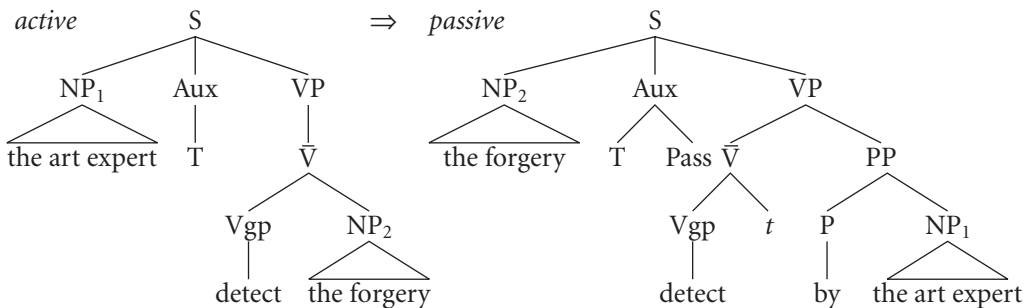 active S ⇒ passive S
NP₁ Aux VP NP₂ Aux VP
the art expert T V̄ the forgery T Pass V̄ PP
Vgp NP₂ Vgp t P NP₁
detect the forgery detect by the art expert